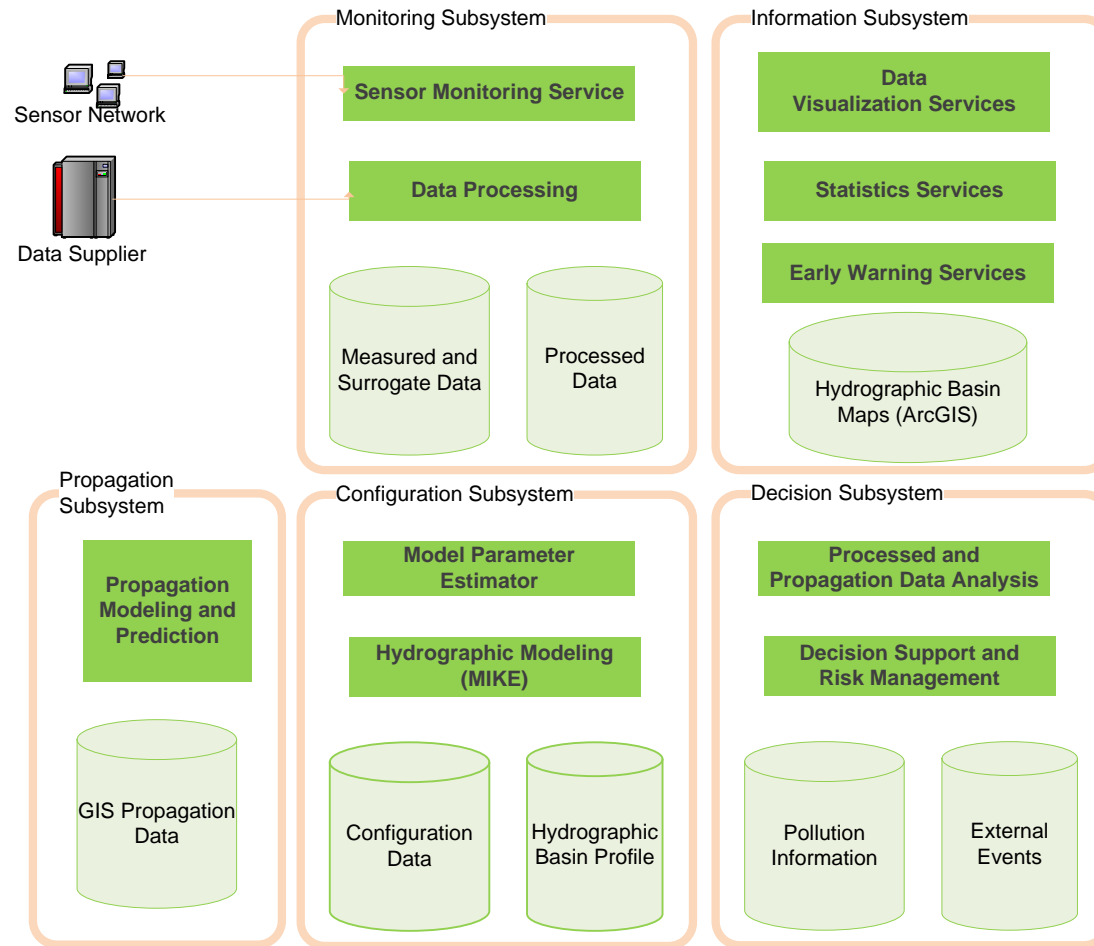 Monitoring Subsystem
Information Subsystem
Sensor Network
Data Supplier
Sensor Monitoring Service
Data Processing
Measured and
Surrogate Data
Processed
Data
Data
Visualization Services
Statistics Services
Early Warning Services
Hydrographic Basin
Maps (ArcGIS)
Propagation
Subsystem
Propagation
Modeling and
Prediction
GIS Propagation
Data
Configuration Subsystem
Model Parameter
Estimator
Hydrographic Modeling
(MIKE)
Configuration
Data
Hydrographic
Basin Profile
Decision Subsystem
Processed and
Propagation Data Analysis
Decision Support and
Risk Management
Pollution
Information
External
Events